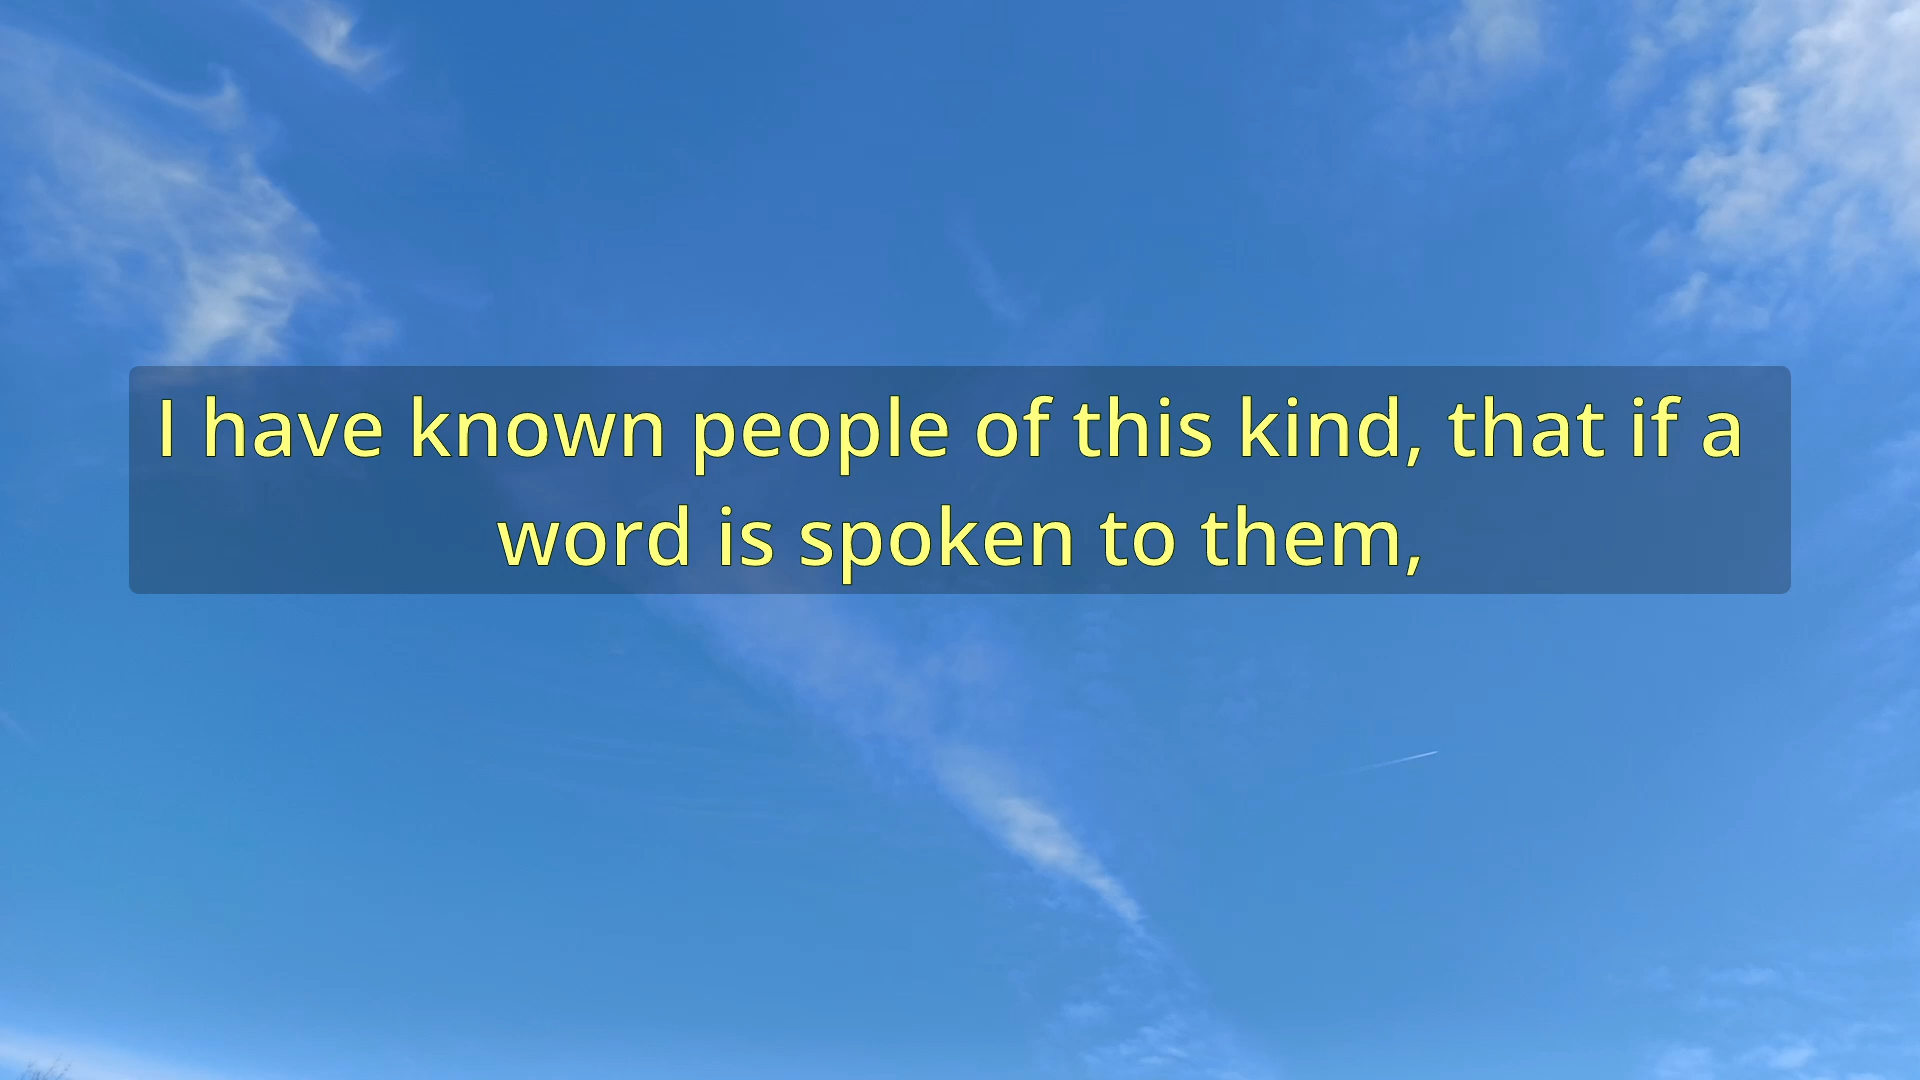 I have known people of this kind, that if a
word is spoken to them,